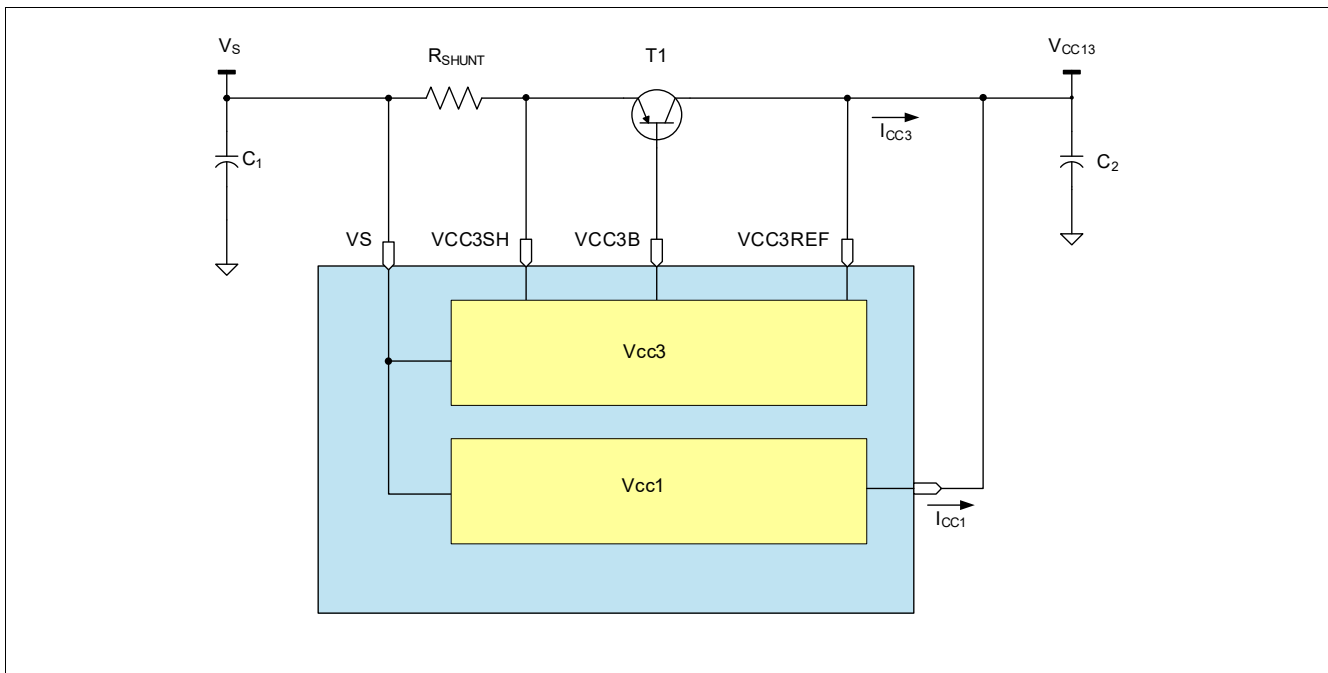 VS
RSHUNT
T1
VCC13
C1
ICC3
C2
VS
VCC3SH
VCC3B
VCC3REF
Vcc3
Vcc1
ICC1